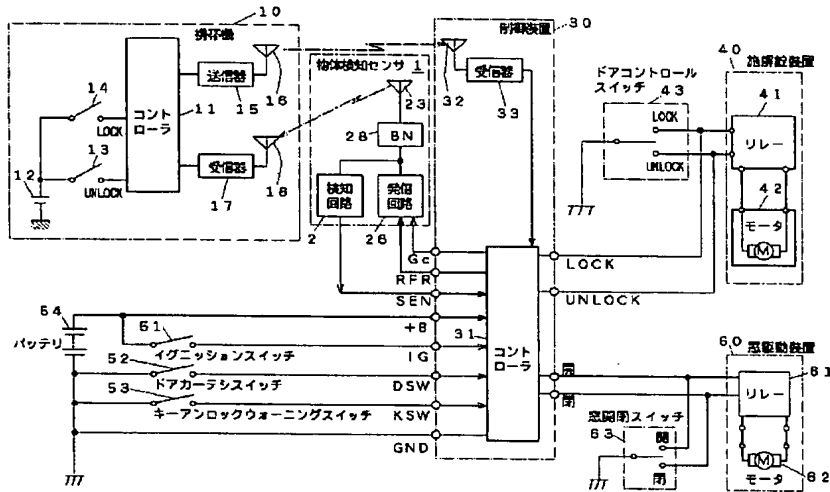 10
携帯機
14
LOCK
13
UNLOCK
12
コント
ローラ
11
送信器
15
16
受信器
17
18
物体検知センサ 1
23
28
BN
検知
回路
2
発信
回路
26
30
制御装置
32
受信器
33
Gc
RFR
SEN
+B
IG
DSW
KSW
GND
31
コント
ローラ
LOCK
UNLOCK
開
閉
54
バッテリ
51
イグニッションスイッチ
52
ドアカーテシスイッチ
53
キーアンロックウォーニングスイッチ
ドアコントロール
スイッチ
43
LOCK
UNLOCK
40
施解錠装置
41
リレー
42
モータ
M
60
窓駆動装置
61
リレー
M
62
モータ
窓開閉スイッチ
63
開
閉